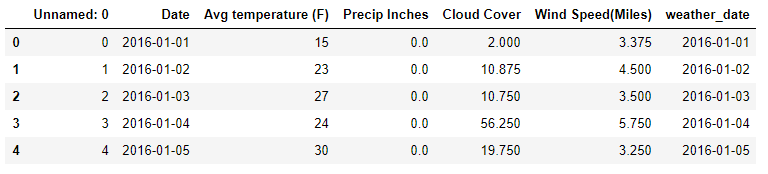 Unnamed: 0 Date Avg temperature (F) Precip Inches Cloud Cover Wind Speed(Miles) weather_date
0 0 2016-01-01 15 0.0 2.000 3.375 2016-01-01
1 1 2016-01-02 23 0.0 10.875 4.500 2016-01-02
2 2 2016-01-03 27 0.0 10.750 3.500 2016-01-03
3 3 2016-01-04 24 0.0 56.250 5.750 2016-01-04
4 4 2016-01-05 30 0.0 19.750 3.250 2016-01-05